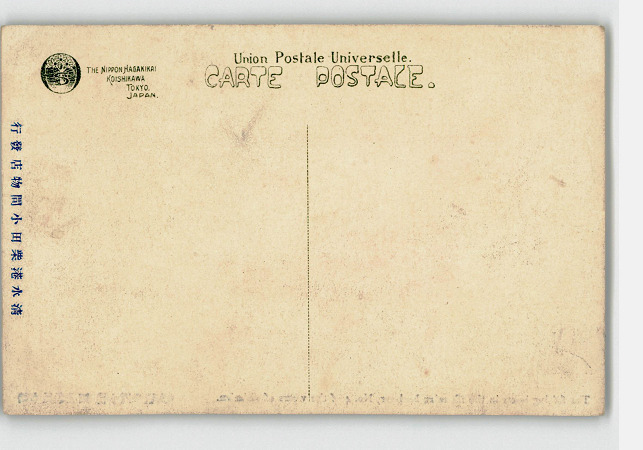 Union Postale Universelle.
CARTE POSTALE.
THE NIPPON HAGAKIKAI
KOISHIKAWA
TOKYO.
JAPAN.
清水港栗田小間物店發行